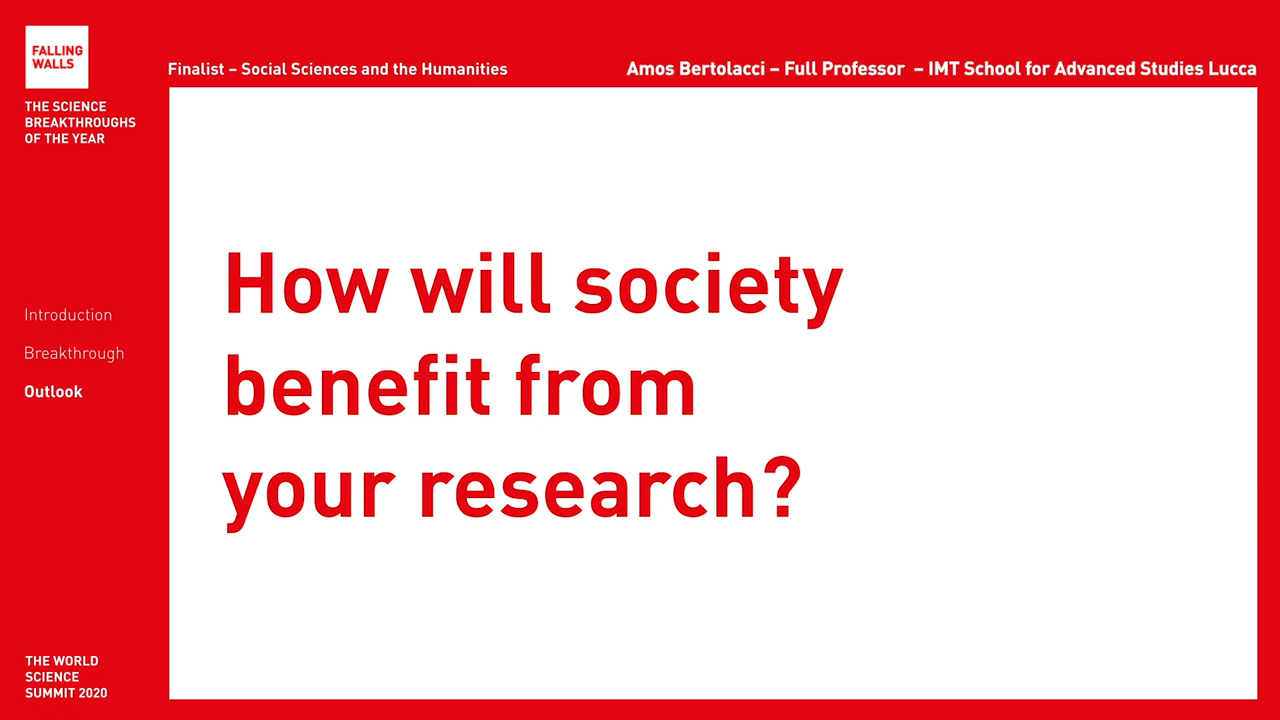 FALLING
WALLS
THE SCIENCE
BREAKTHROUGHS
OF THE YEAR
Finalist – Social Sciences and the Humanities
Amos Bertolacci – Full Professor – IMT School for Advanced Studies Lucca
Introduction
Breakthrough
Outlook
How will society
benefit from
your research?
THE WORLD
SCIENCE
SUMMIT 2020